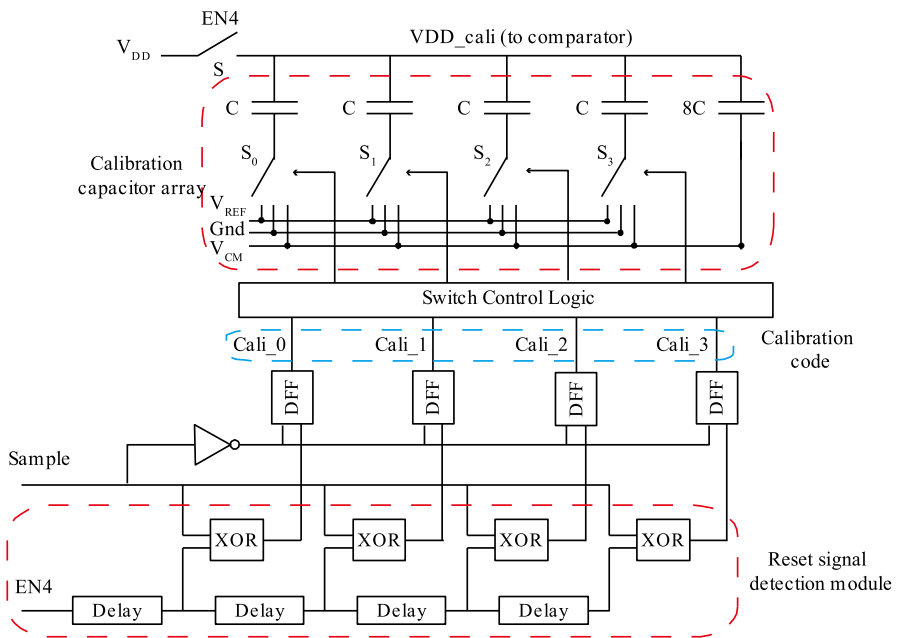 EN4
VDD
S
VDD_cali (to comparator)
C
C
C
C
8C
S0
S1
S2
S3
Calibration
capacitor array
VREF
Gnd
VCM
Switch Control Logic
Cali_0
Cali_1
Cali_2
Cali_3
Calibration
code
DFF
DFF
DFF
DFF
Sample
XOR
XOR
XOR
XOR
Reset signal
detection module
EN4
Delay
Delay
Delay
Delay